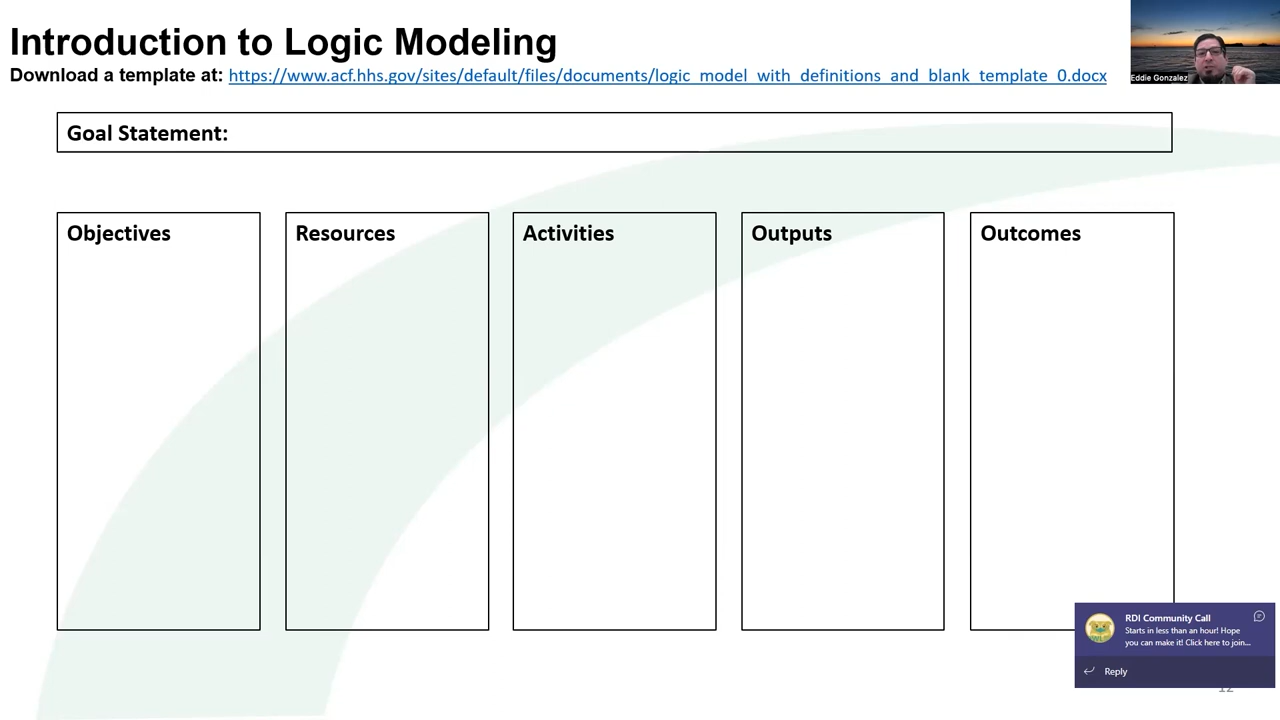 Introduction to Logic Modeling
Download a template at: https://www.acf.hhs.gov/sites/default/files/documents/logic_model_with_definitions_and_blank_template_0.docx
Eddie Gonzalez
Goal Statement:
Objectives
Resources
Activities
Outputs
Outcomes
RDI Community Call
Starts in less than an hour! Hope
you can make it! Click here to join...
Reply
12